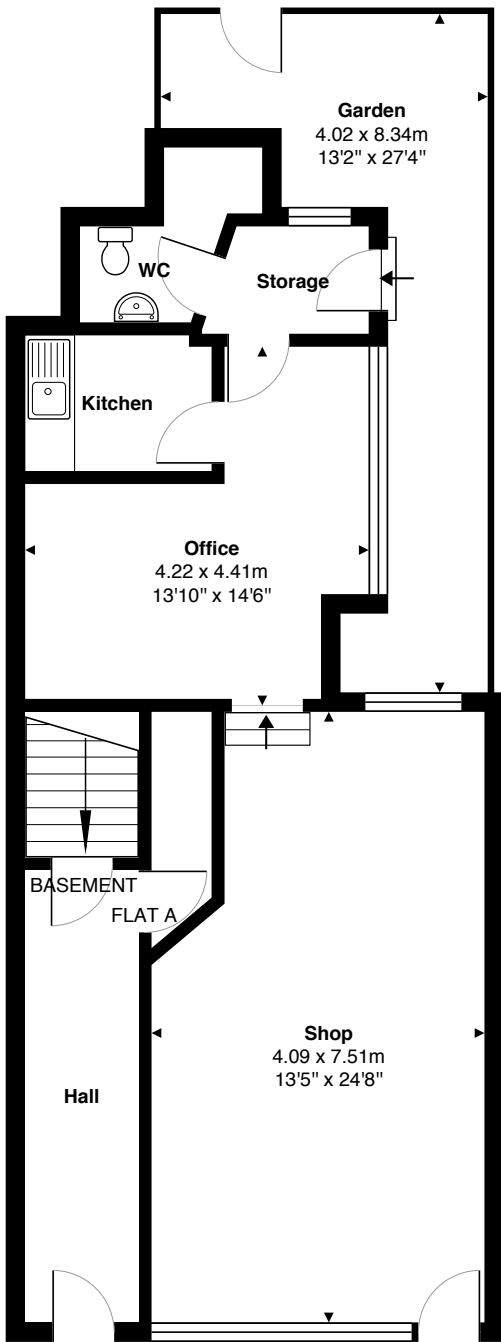 Garden
4.02 x 8.34m
13'2" x 27'4"
WC
Storage
Kitchen
Office
4.22 x 4.41m
13'10" x 14'6"
BASEMENT
FLAT A
Shop
4.09 x 7.51m
13'5" x 24'8"
Hall